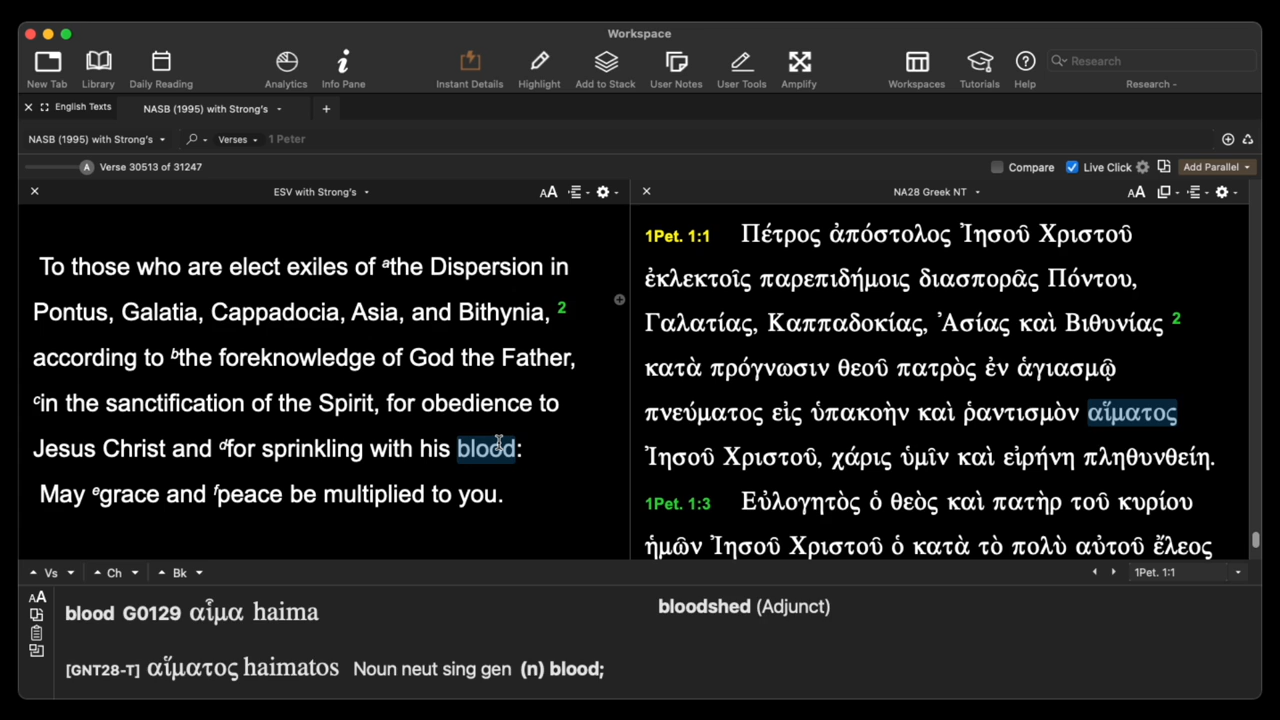 Workspace
New Tab
Library
Daily Reading
Analytics
Info Pane
Instant Details
Highlight
Add to Stack
User Notes
User Tools
Amplify
Workspaces
Tutorials
Help
Research
Research
English Texts
NASB (1995) with Strong's
+
NASB (1995) with Strong's
Verses
1 Peter
A
Verse 30513 of 31247
Compare
Live Click
Add Parallel
ESV with Strong's
AA
To those who are elect exiles of ᵃthe Dispersion in
Pontus, Galatia, Cappadocia, Asia, and Bithynia, 2
according to ᵇthe foreknowledge of God the Father,
ᶜin the sanctification of the Spirit, for obedience to
Jesus Christ and ᵈfor sprinkling with his blood:
May ᵉgrace and ᶠpeace be multiplied to you.
NA28 Greek NT
AA
1Pet. 1:1 Πέτρος ἀπόστολος Ἰησοῦ Χριστοῦ
ἐκλεκτοῖς παρεπιδήμοις διασπορᾶς Πόντου,
Γαλατίας, Καππαδοκίας, Ἀσίας καὶ Βιθυνίας 2
κατὰ πρόγνωσιν θεοῦ πατρὸς ἐν ἁγιασμῷ
πνεύματος εἰς ὑπακοὴν καὶ ῥαντισμὸν αἵματος
Ἰησοῦ Χριστοῦ, χάρις ὑμῖν καὶ εἰρήνη πληθυνθείη.
1Pet. 1:3 Εὐλογητὸς ὁ θεὸς καὶ πατὴρ τοῦ κυρίου
ἡμῶν Ἰησοῦ Χριστοῦ ὁ κατὰ τὸ πολὺ αὐτοῦ ἔλεος
Vs
Ch
Bk
1Pet. 1:1
AA
blood G0129 αἷμα haima
[GNT28-T] αἵματος haimatos Noun neut sing gen (n) blood;
bloodshed (Adjunct)